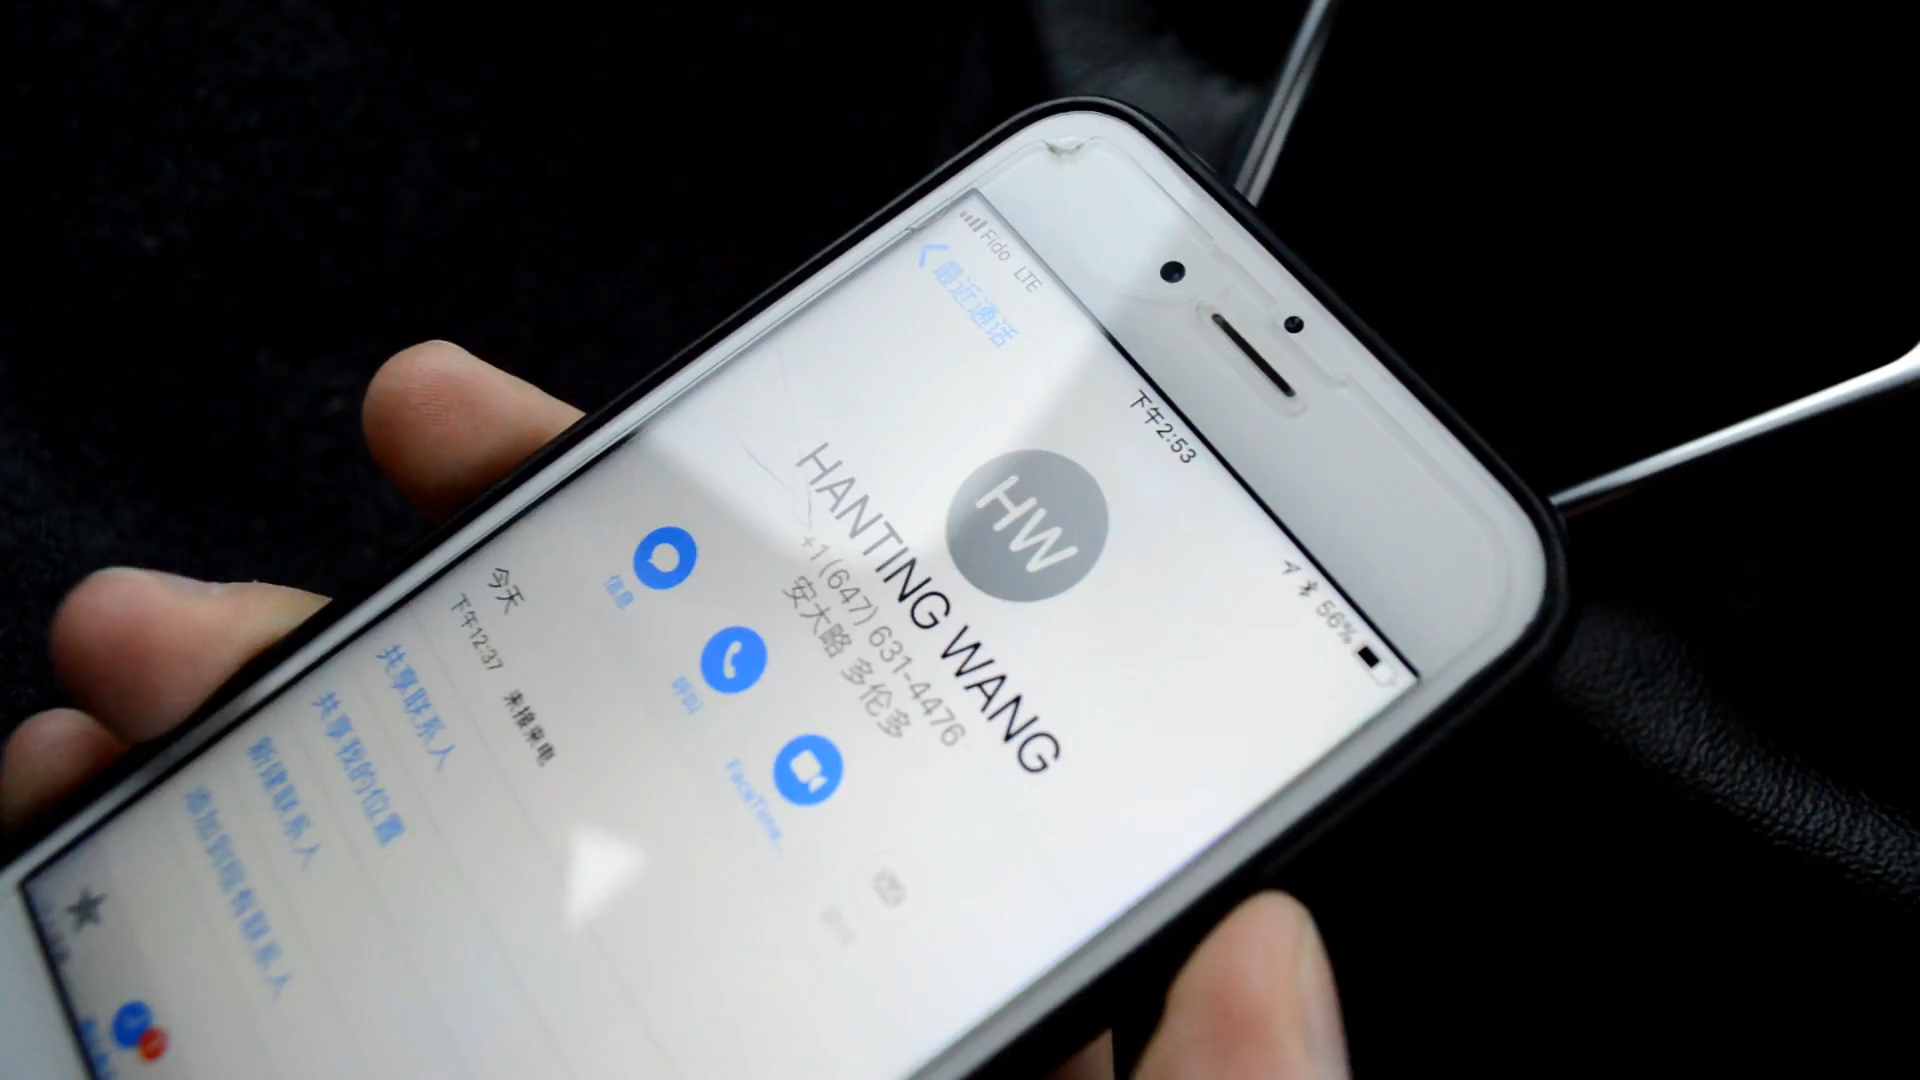 Fido LTE
下午2:53
56%
最近通话
HW
HANTING WANG
+1 (647) 631-4476
安大略 多伦多
信息
呼叫
FaceTime...
今天
下午12:37 未接来电
共享联系人
共享我的位置
新建联系人
添加到现有联系人